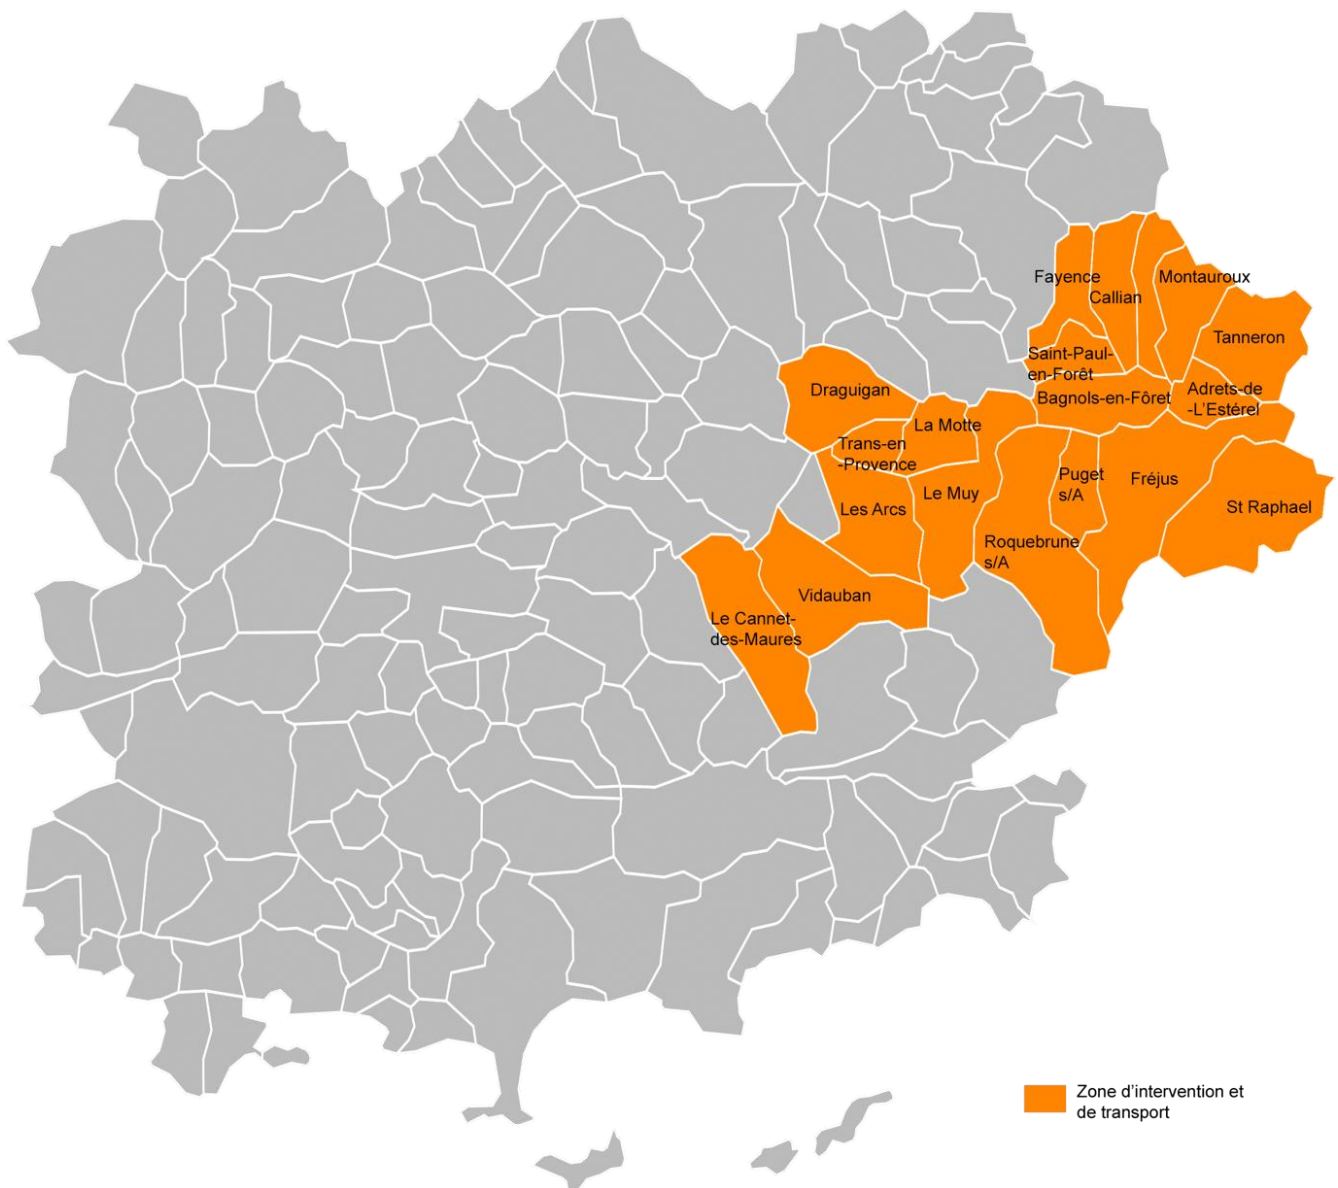 Fayence
Callian
Montauroux
Tanneron
Saint-Paul-
en-Forêt
Bagnols-en-Fôret
Adrets-de
-L'Estérel
Draguigan
La Motte
Trans-en
-Provence
Les Arcs
Le Muy
Puget
s/A
Fréjus
St Raphael
Roquebrune
s/A
Vidauban
Le Cannet-
des-Maures
Zone d'intervention et
de transport